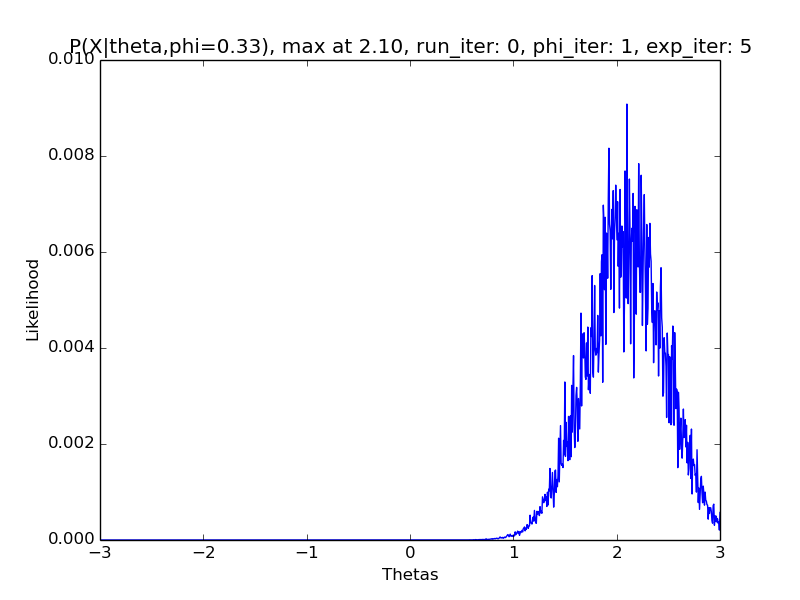 P(X|theta,phi=0.33), max at 2.10, run_iter: 0, phi_iter: 1, exp_iter: 5
0.010
0.008
0.006
0.004
0.002
0.000
Likelihood
−3 −2 −1 0 1 2 3
Thetas